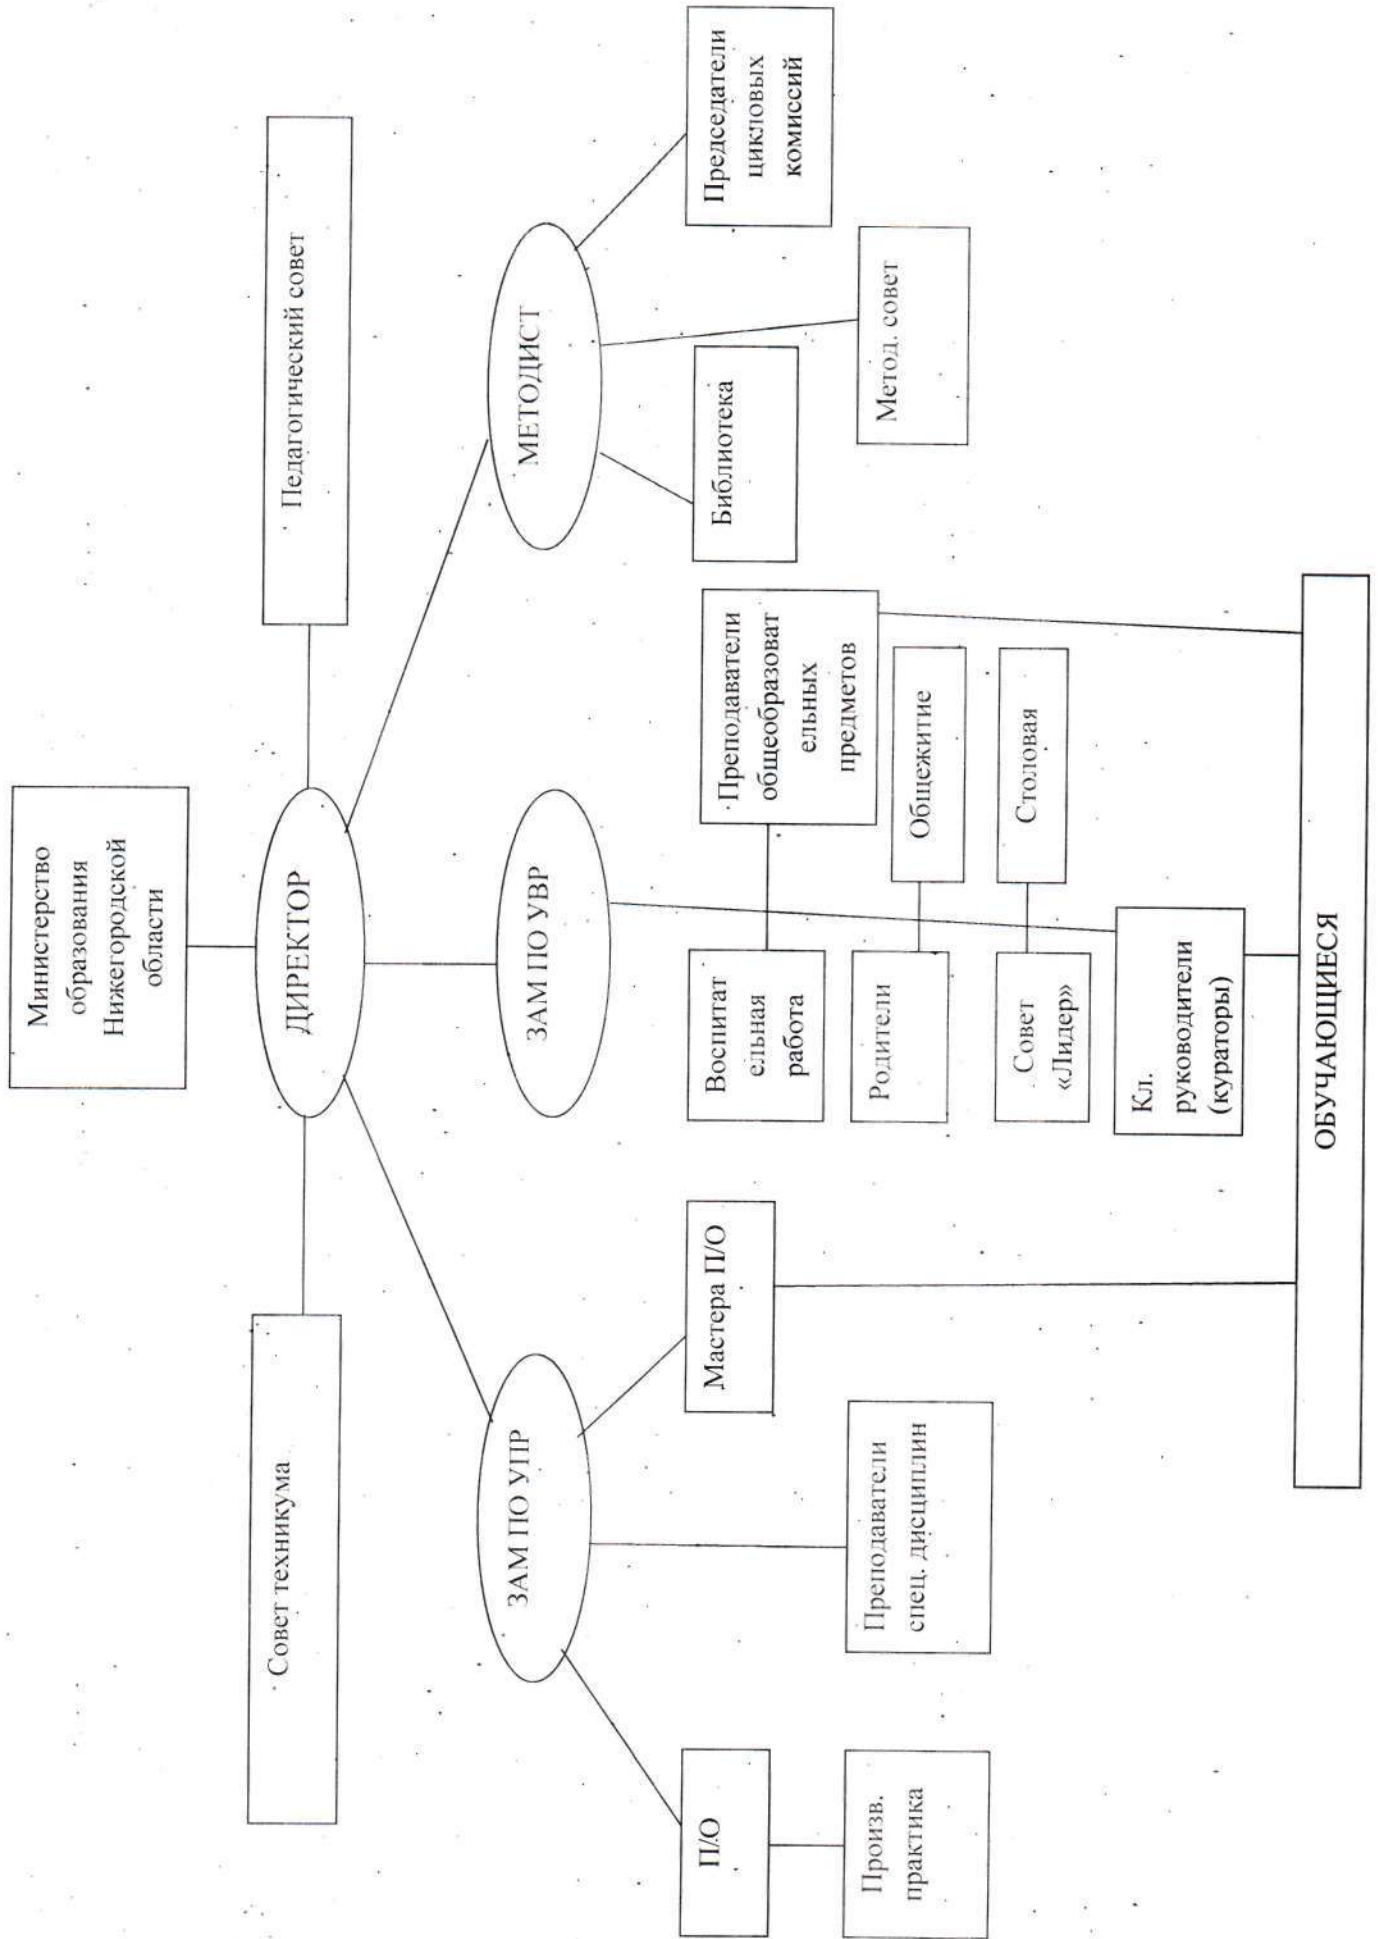 Министерство
образования
Нижегородской
области
Совет техникума
ДИРЕКТОР
Педагогический совет
ЗАМ ПО УПР
ЗАМ ПО УВР
МЕТОДИСТ
П/О
Мастера П/О
Воспитат
ельная
работа
Преподаватели
общеобразоват
ельных
предметов
Библиотека
Председатели
цикловых
комиссий
Произв.
практика
Преподаватели
спец. дисциплин
Родители
Общежитие
Метод. совет
Совет
«Лидер»
Столовая
Кл.
руководители
(кураторы)
ОБУЧАЮЩИЕСЯ